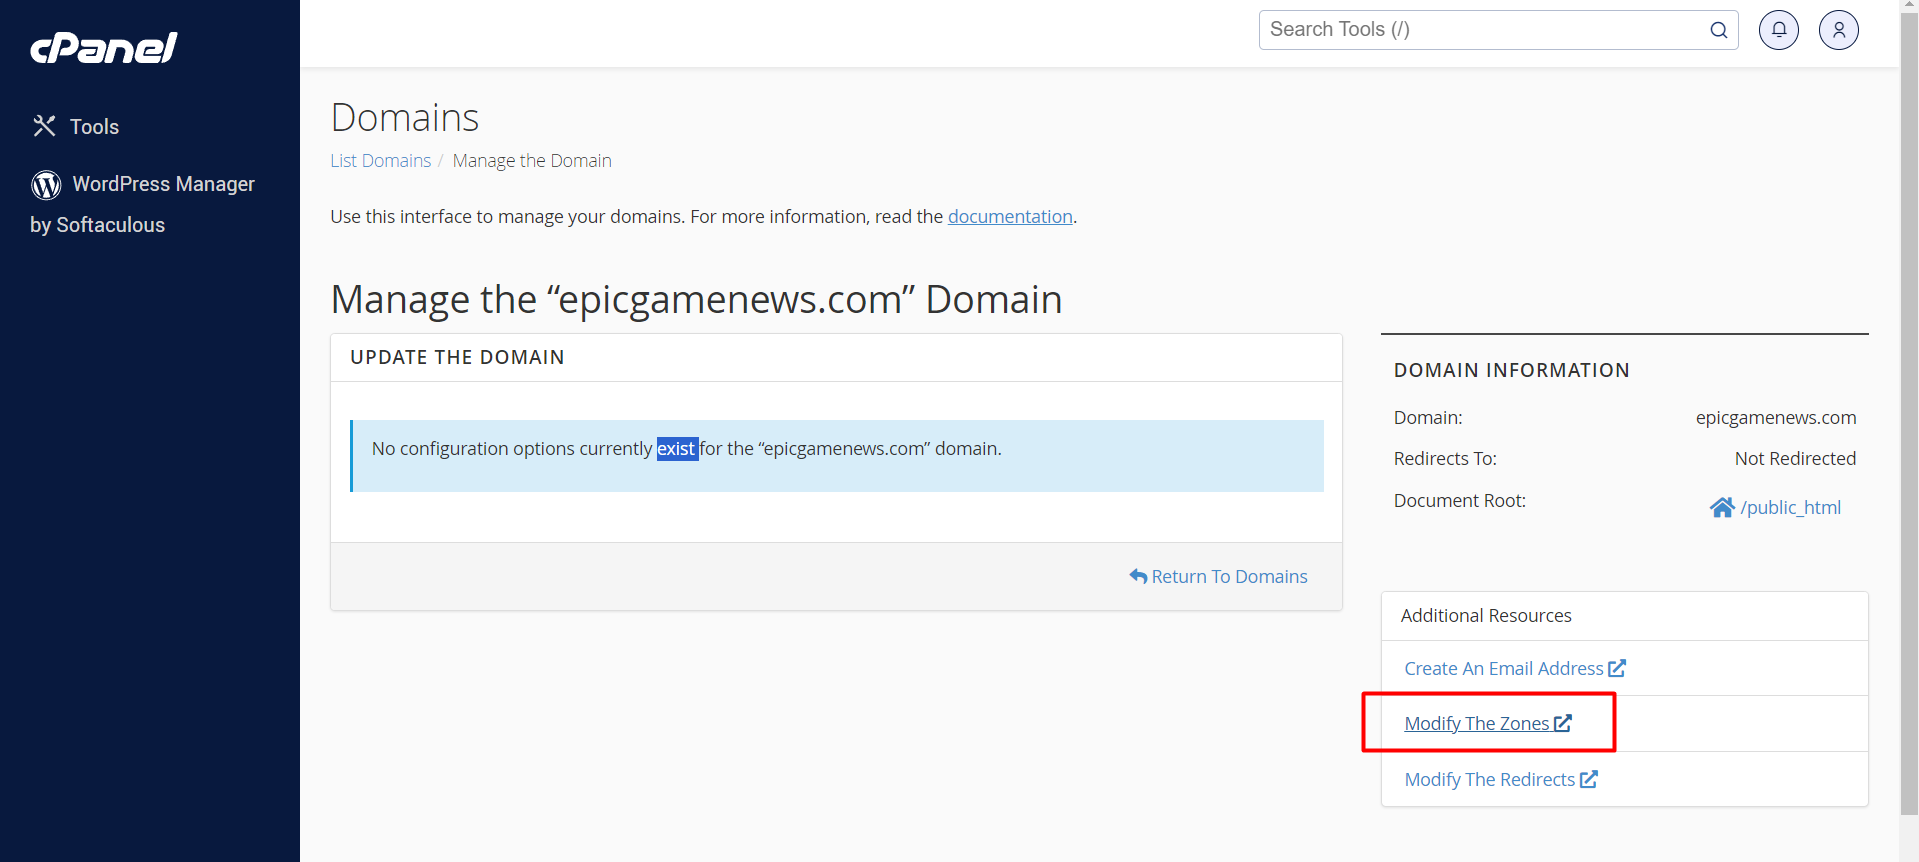 cPanel
Search Tools (/)
Tools
WordPress Manager
by Softaculous
Domains
List Domains / Manage the Domain
Use this interface to manage your domains. For more information, read the documentation.
Manage the “epicgamenews.com” Domain
UPDATE THE DOMAIN
No configuration options currently exist for the “epicgamenews.com” domain.
Return To Domains
DOMAIN INFORMATION
Domain: epicgamenews.com
Redirects To: Not Redirected
Document Root: /public_html
Additional Resources
Create An Email Address
Modify The Zones
Modify The Redirects